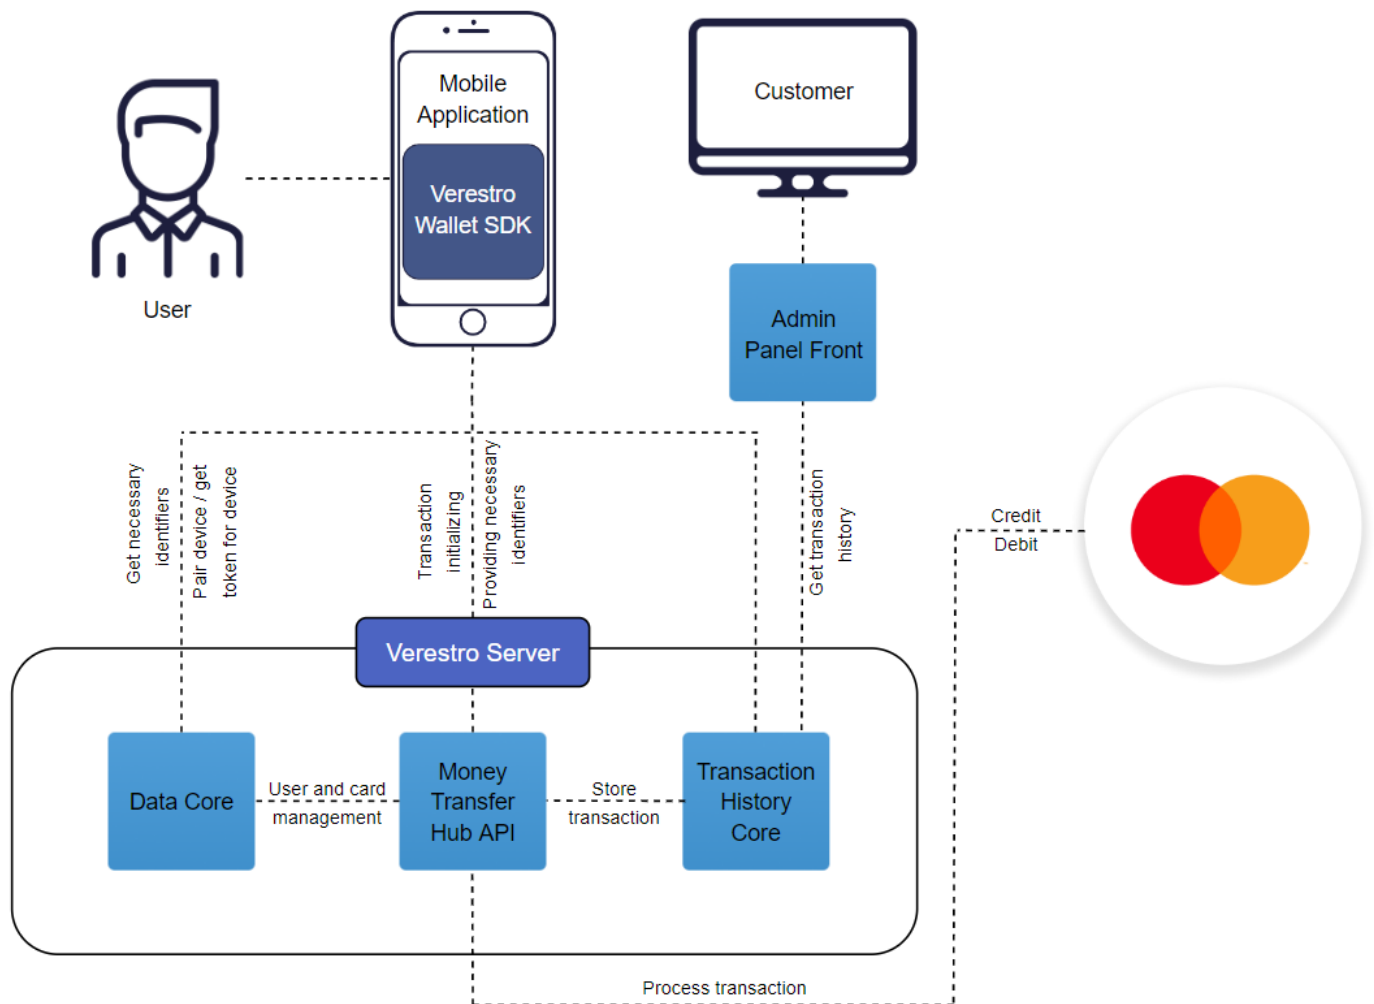 Mobile
Application
Verestro
Wallet SDK
Customer
User
Admin
Panel Front
Get necessary
identifiers
Pair device / get
token for device
Transaction
initializing
Providing necessary
identifiers
Get transaction
history
Credit
Debit
Verestro Server
Data Core
User and card
management
Money
Transfer
Hub API
Store
transaction
Transaction
History
Core
Process transaction